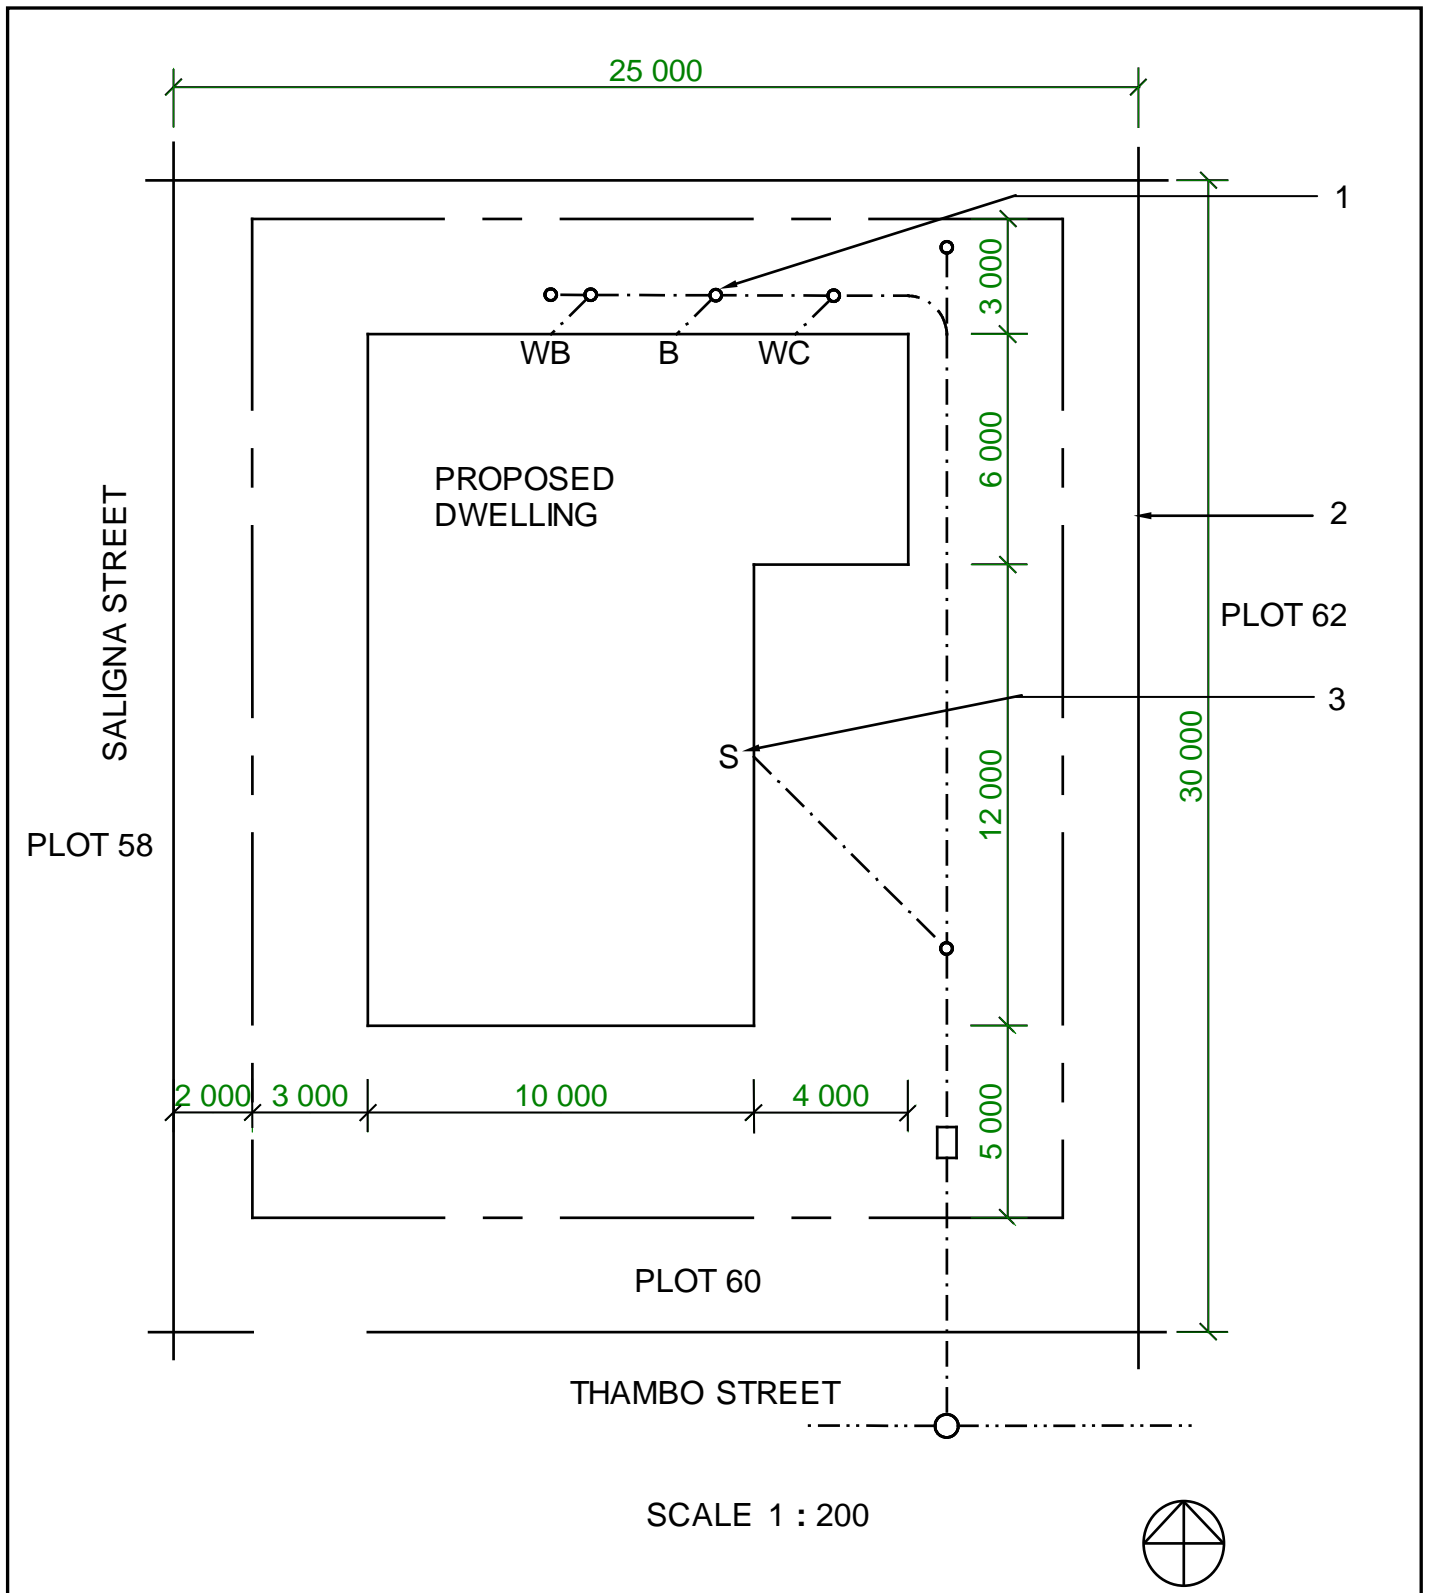 25 000
1
3 000
WB
B
WC
6 000
PROPOSED
DWELLING
SALIGNA STREET
2
PLOT 62
3
S
30 000
12 000
PLOT 58
2 000
3 000
10 000
4 000
5 000
PLOT 60
THAMBO STREET
SCALE 1 : 200